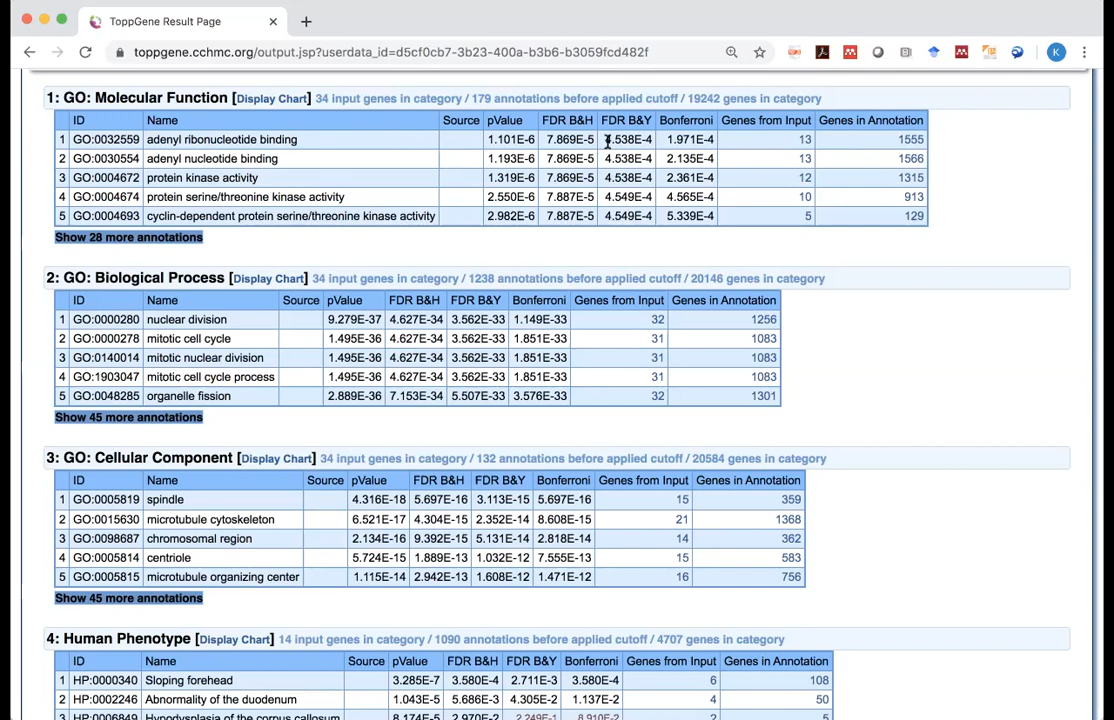 ToppGene Result Page
toppgene.cchmc.org/output.jsp?userdata_id=d5cf0cb7-3b23-400a-b3b6-b3059fcd482f
K
1: GO: Molecular Function [Display Chart] 34 input genes in category / 179 annotations before applied cutoff / 19242 genes in category
ID Name Source pValue FDR B&H FDR B&Y Bonferroni Genes from Input Genes in Annotation
1 GO:0032559 adenyl ribonucleotide binding 1.101E-6 7.869E-5 4.538E-4 1.971E-4 13 1555
2 GO:0030554 adenyl nucleotide binding 1.193E-6 7.869E-5 4.538E-4 2.135E-4 13 1566
3 GO:0004672 protein kinase activity 1.319E-6 7.869E-5 4.538E-4 2.361E-4 12 1315
4 GO:0004674 protein serine/threonine kinase activity 2.550E-6 7.887E-5 4.549E-4 4.565E-4 10 913
5 GO:0004693 cyclin-dependent protein serine/threonine kinase activity 2.982E-6 7.887E-5 4.549E-4 5.339E-4 5 129
Show 28 more annotations
2: GO: Biological Process [Display Chart] 34 input genes in category / 1238 annotations before applied cutoff / 20146 genes in category
ID Name Source pValue FDR B&H FDR B&Y Bonferroni Genes from Input Genes in Annotation
1 GO:0000280 nuclear division 9.279E-37 4.627E-34 3.562E-33 1.149E-33 32 1256
2 GO:0000278 mitotic cell cycle 1.495E-36 4.627E-34 3.562E-33 1.851E-33 31 1083
3 GO:0140014 mitotic nuclear division 1.495E-36 4.627E-34 3.562E-33 1.851E-33 31 1083
4 GO:1903047 mitotic cell cycle process 1.495E-36 4.627E-34 3.562E-33 1.851E-33 31 1083
5 GO:0048285 organelle fission 2.889E-36 7.153E-34 5.507E-33 3.576E-33 32 1301
Show 45 more annotations
3: GO: Cellular Component [Display Chart] 34 input genes in category / 132 annotations before applied cutoff / 20584 genes in category
ID Name Source pValue FDR B&H FDR B&Y Bonferroni Genes from Input Genes in Annotation
1 GO:0005819 spindle 4.316E-18 5.697E-16 3.113E-15 5.697E-16 15 359
2 GO:0015630 microtubule cytoskeleton 6.521E-17 4.304E-15 2.352E-14 8.608E-15 21 1368
3 GO:0098687 chromosomal region 2.134E-16 9.392E-15 5.131E-14 2.818E-14 14 362
4 GO:0005814 centriole 5.724E-15 1.889E-13 1.032E-12 7.555E-13 15 583
5 GO:0005815 microtubule organizing center 1.115E-14 2.942E-13 1.608E-12 1.471E-12 16 756
Show 45 more annotations
4: Human Phenotype [Display Chart] 14 input genes in category / 1090 annotations before applied cutoff / 4707 genes in category
ID Name Source pValue FDR B&H FDR B&Y Bonferroni Genes from Input Genes in Annotation
1 HP:0000340 Sloping forehead 3.285E-7 3.580E-4 2.711E-3 3.580E-4 6 108
2 HP:0002246 Abnormality of the duodenum 1.043E-5 5.686E-3 4.305E-2 1.137E-2 4 50
3 HP:0006849 Hypodysplasia of the corpus callosum 8.174E-5 2.970E-2 2.249E-1 8.910E-2 2 5